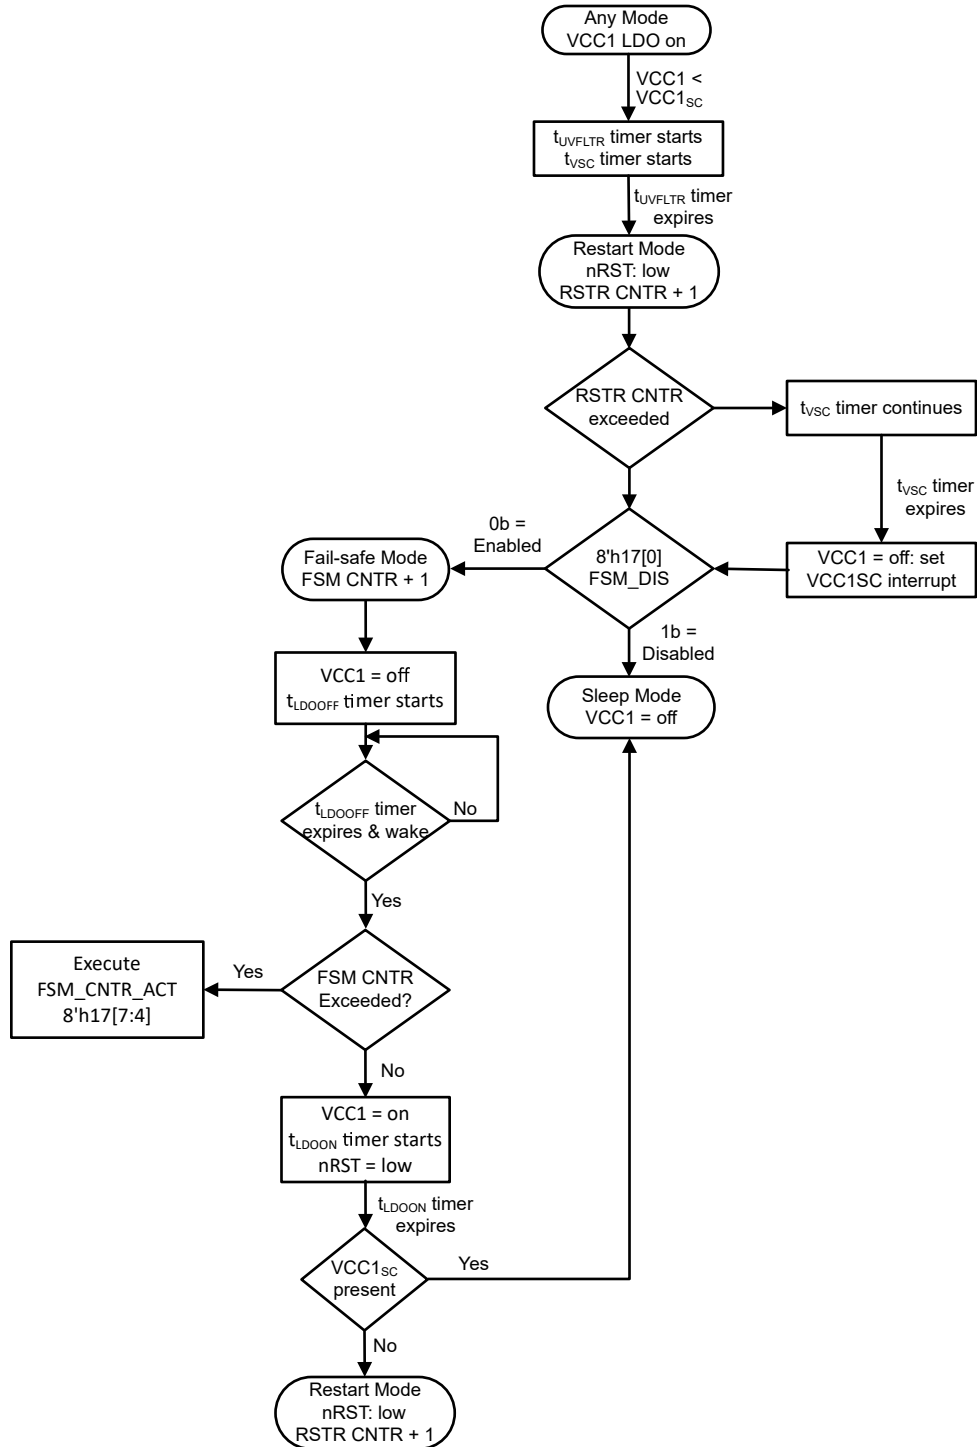 Any Mode
VCC1 LDO on
VCC1 <
VCC1SC
tUVFLTR timer starts
tVSC timer starts
tUVFLTR timer
expires
Restart Mode
nRST: low
RSTR CNTR + 1
RSTR CNTR
exceeded
tVSC timer continues
tVSC timer
expires
0b =
Enabled
8'h17[0]
FSM_DIS
VCC1 = off: set
VCC1SC interrupt
Fail-safe Mode
FSM CNTR + 1
1b =
Disabled
VCC1 = off
tLDOOFF timer starts
Sleep Mode
VCC1 = off
tLDOOFF timer
expires & wake
No
Yes
FSM CNTR
Exceeded?
Yes
Execute
FSM_CNTR_ACT
8'h17[7:4]
No
VCC1 = on
tLDOON timer starts
nRST = low
tLDOON timer
expires
VCC1SC
present
Yes
No
Restart Mode
nRST: low
RSTR CNTR + 1